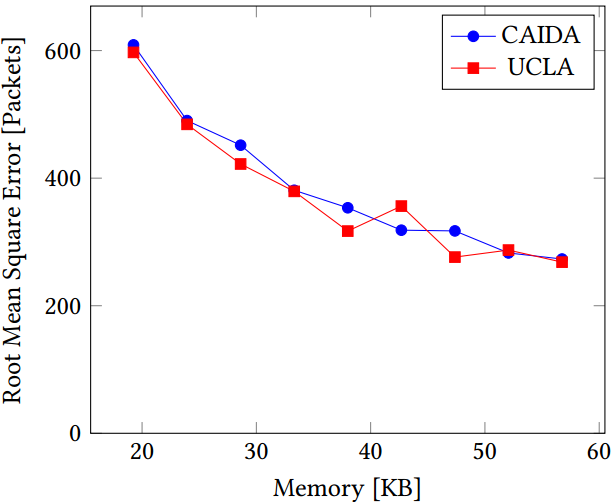 CAIDA
UCLA
Root Mean Square Error [Packets]
600
400
200
0
20 30 40 50 60
Memory [KB]